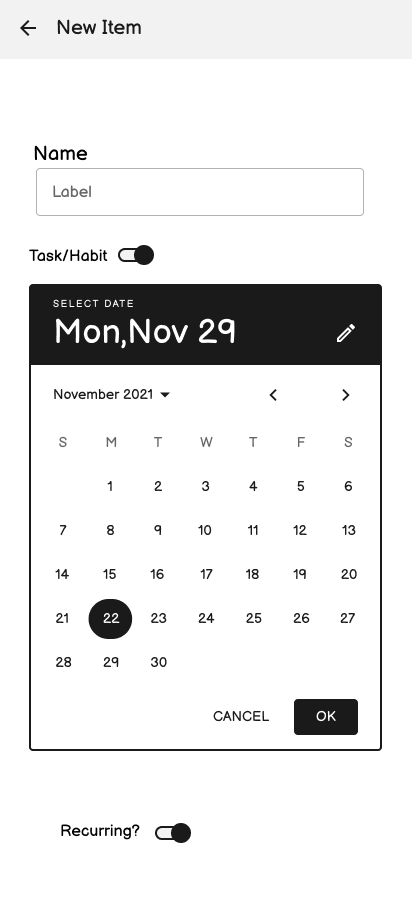 New Item
Name
Label
Task/Habit
SELECT DATE
Mon,Nov 29
November 2021
S M T W T F S
1 2 3 4 5 6
7 8 9 10 11 12 13
14 15 16 17 18 19 20
21 22 23 24 25 26 27
28 29 30
CANCEL OK
Recurring?